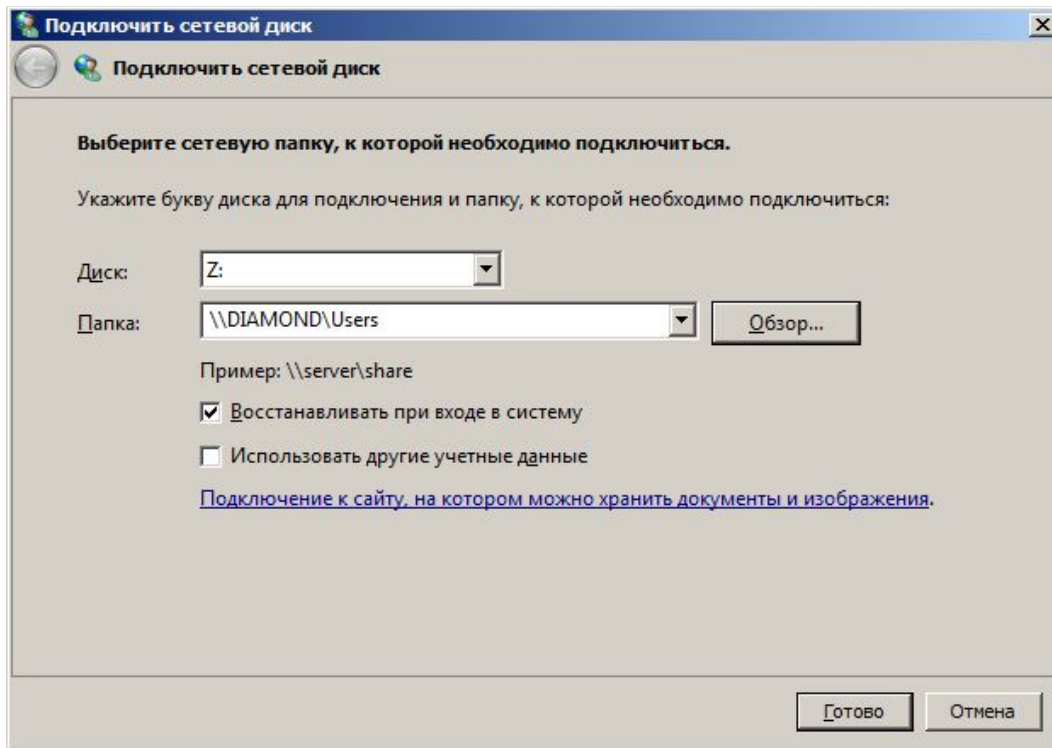 Подключить сетевой диск
Подключить сетевой диск
Выберите сетевую папку, к которой необходимо подключиться.
Укажите букву диска для подключения и папку, к которой необходимо подключиться:
Диск: Z:
Папка: \\DIAMOND\Users Обзор...
Пример: \\server\share
Восстанавливать при входе в систему
Использовать другие учетные данные
Подключение к сайту, на котором можно хранить документы и изображения.
Готово Отмена